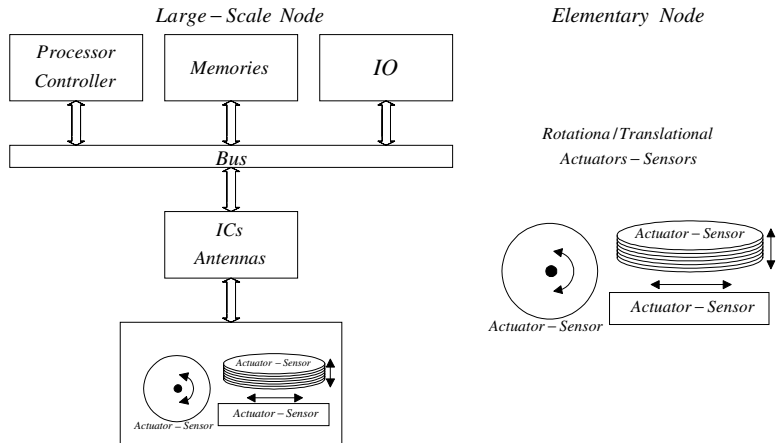 Large – Scale Node
Elementary Node
Processor
Controller
Memories
IO
Bus
Rotationa / Translational
Actuators – Sensors
ICs
Antennas
Actuator – Sensor
Actuator – Sensor
Actuator – Sensor
Actuator – Sensor
Actuator – Sensor
Actuator – Sensor